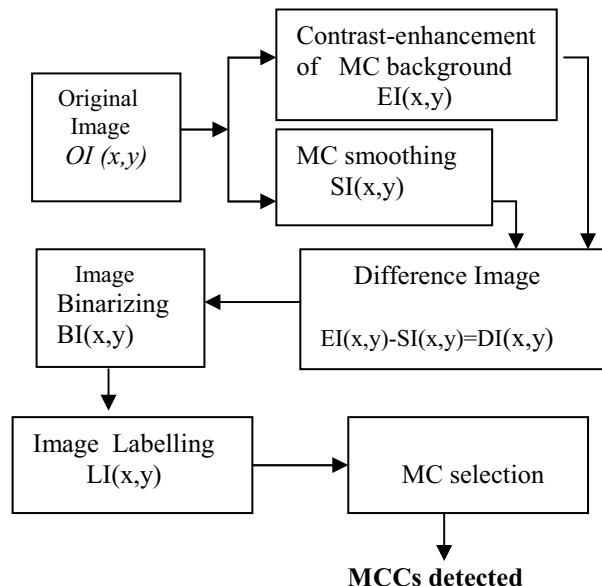 Original
Image
OI (x,y)
Contrast-enhancement
of MC background
EI(x,y)
MC smoothing
SI(x,y)
Difference Image
EI(x,y)-SI(x,y)=DI(x,y)
Image
Binarizing
BI(x,y)
Image Labelling
LI(x,y)
MC selection
MCCs detected